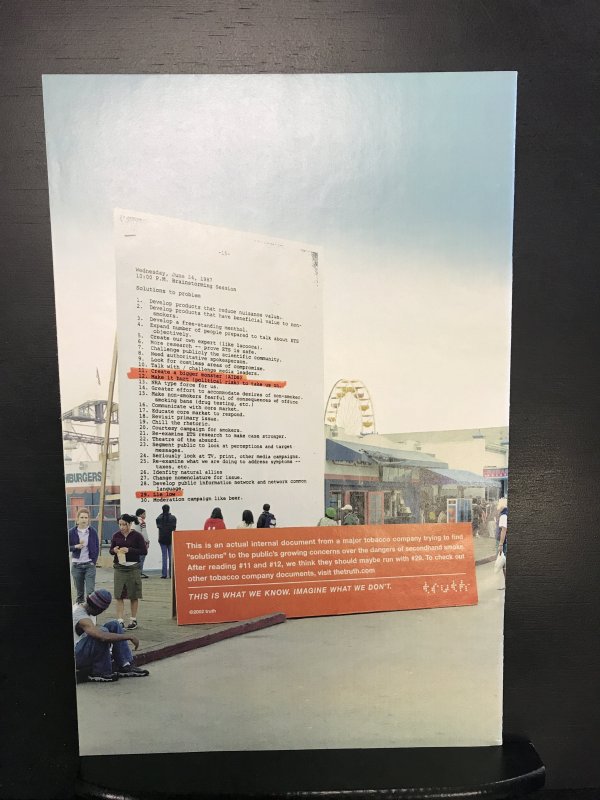 -15-
Wednesday, June 24, 1987
10:00 P.M. Brainstorming Session
Solutions to problem
1. Develop products that reduce nuisance value.
2. Develop products that have beneficial value to non-
smokers.
3. Develop a free-standing menthol.
4. Expand number of people prepared to talk about ETS
objectively.
5. Create our own expert (like Iacocca).
6. More research -- prove ETS is safe.
7. Challenge publicly the scientific community.
8. Need authoritative spokesperson.
9. Look for costless areas of compromise.
10. Talk with / challenge media leaders.
11. Create a bigger monster (AIDS)
12. Make it hurt (political risk) to take us on.
13. NRA type force for us.
14. Greater effort to accommodate desires of non-smoker.
15. Make non-smokers fearful of consequences of office
smoking bans (drug testing, etc.)
16. Communicate with core market.
17. Educate core market to respond.
18. Revisit primary issue.
19. Chill the rhetoric.
20. Courtesy campaign for smokers.
21. Re-examine ETS research to make case stronger.
22. Theatre of the absurd.
23. Segment public to look at perceptions and target
messages.
24. Seriously look at TV, print, other media campaigns.
25. Re-examine what we are doing to address symptoms --
taxes, etc.
26. Idenfity natural allies
27. Change nomenclature for issue.
28. Develop public information network and network common
language.
29. Lie low
30. Moderation campaign like beer.
BURGERS
This is an actual internal document from a major tobacco company trying to find
"solutions" to the public's growing concerns over the dangers of secondhand smoke.
After reading #11 and #12, we think they should maybe run with #29. To check out
other tobacco company documents, visit thetruth.com
THIS IS WHAT WE KNOW. IMAGINE WHAT WE DON'T.
©2002 truth